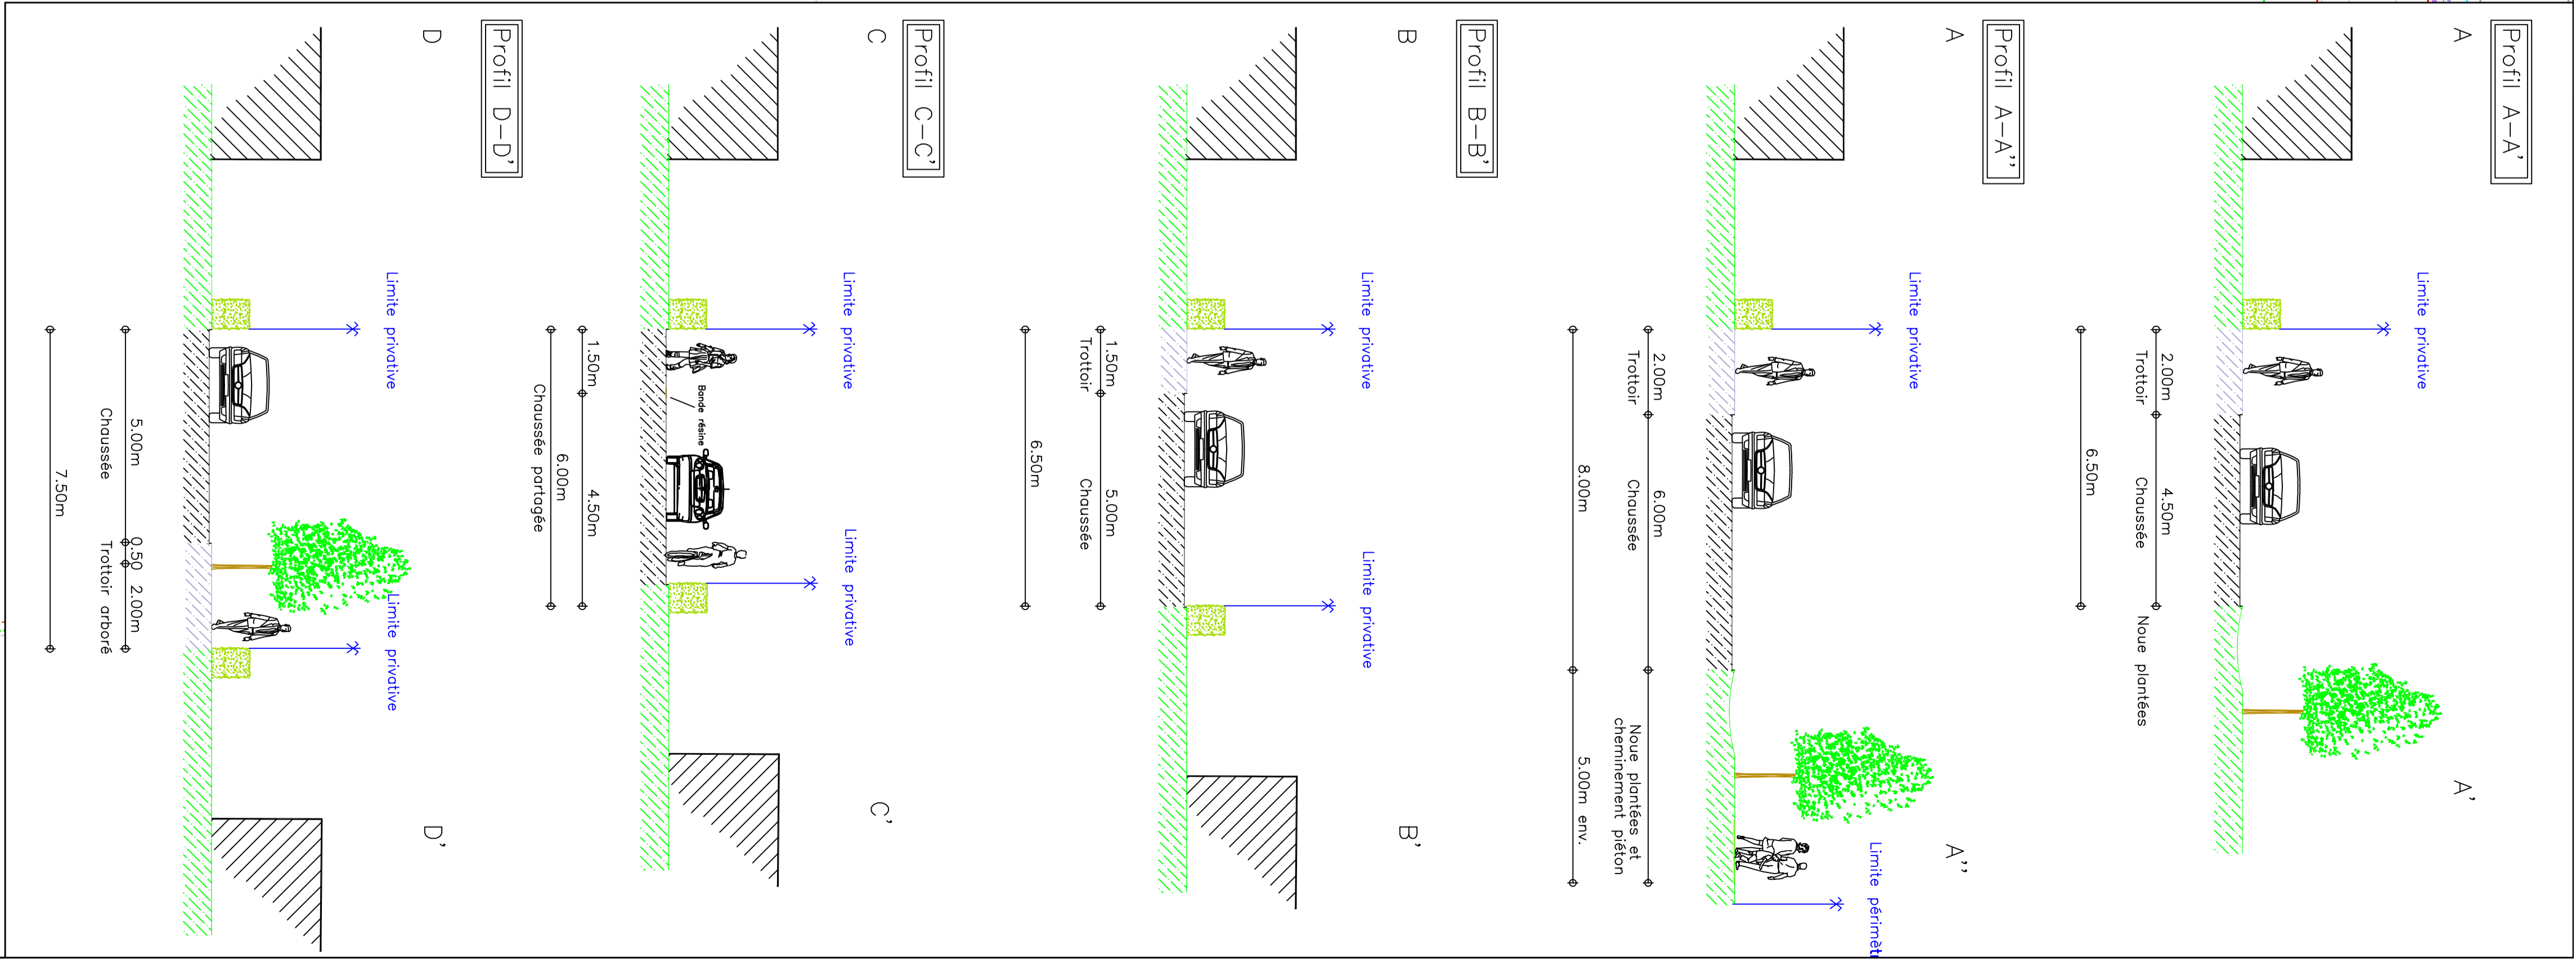 Profil A-A'
A
A'
Limite privative
2.00m
4.50m
Trottoir
Chaussée
Noue plantées
6.50m
Profil A-A''
A
A''
Limite privative
Limite périmèt
2.00m
6.00m
Trottoir
Chaussée
Noue plantées et
cheminement piéton
8.00m
5.00m env.
Profil B-B'
B
B'
Limite privative
Limite privative
1.50m
5.00m
Trottoir
Chaussée
6.50m
Profil C-C'
C
C'
Limite privative
Limite privative
Bande résine
1.50m
4.50m
6.00m
Chaussée partagée
Profil D-D'
D
D'
Limite privative
Limite privative
5.00m
0.50
2.00m
Chaussée
Trottoir arboré
7.50m